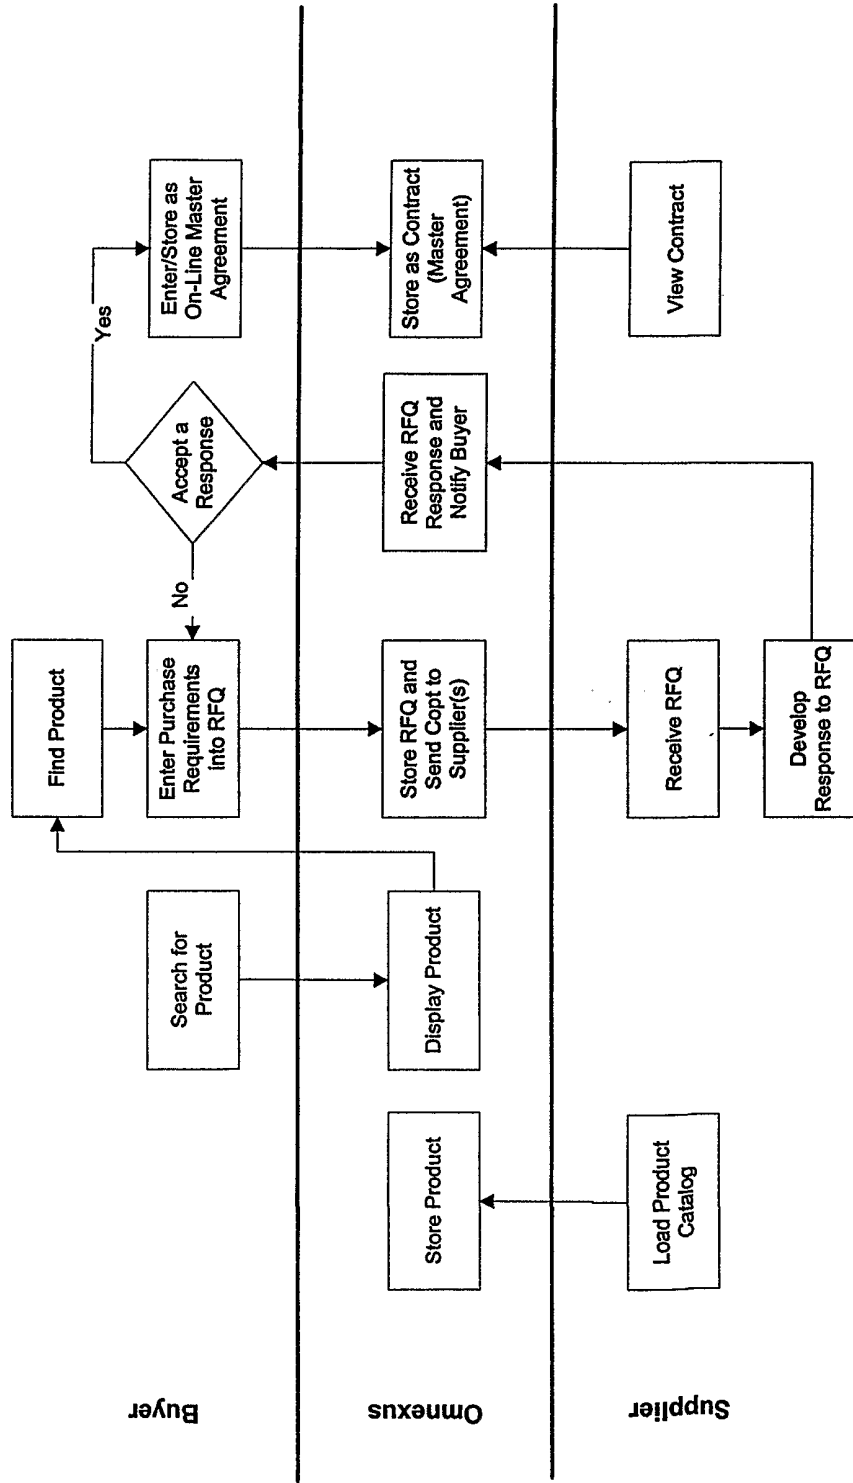 Buyer
Search for
Product
Find Product
Enter Purchase
Requirements
into RFQ
No
Accept a
Response
Yes
Enter/Store as
On-Line Master
Agreement
Omnexus
Store Product
Display Product
Store RFQ and
Send Copt to
Supplier(s)
Receive RFQ
Response and
Notify Buyer
Store as Contract
(Master
Agreement)
Supplier
Load Product
Catalog
Receive RFQ
Develop
Response to RFQ
View Contract